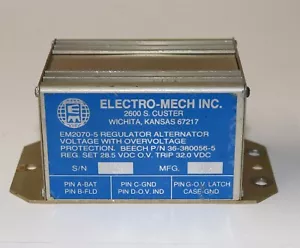 ELECTRO-MECH INC.
2600 S. CUSTER
WICHITA, KANSAS 67217
EM2070-5 REGULATOR ALTERNATOR
VOLTAGE WITH OVERVOLTAGE
PROTECTION. BEECH P/N 36-380056-5
REG. SET 28.5 VDC O.V. TRIP 32.0 VDC
S/N MFG.
PIN A-BAT PIN C-GND PIN G-O.V. LATCH
PIN B-FLD PIN D-O.V. IND CASE-GND